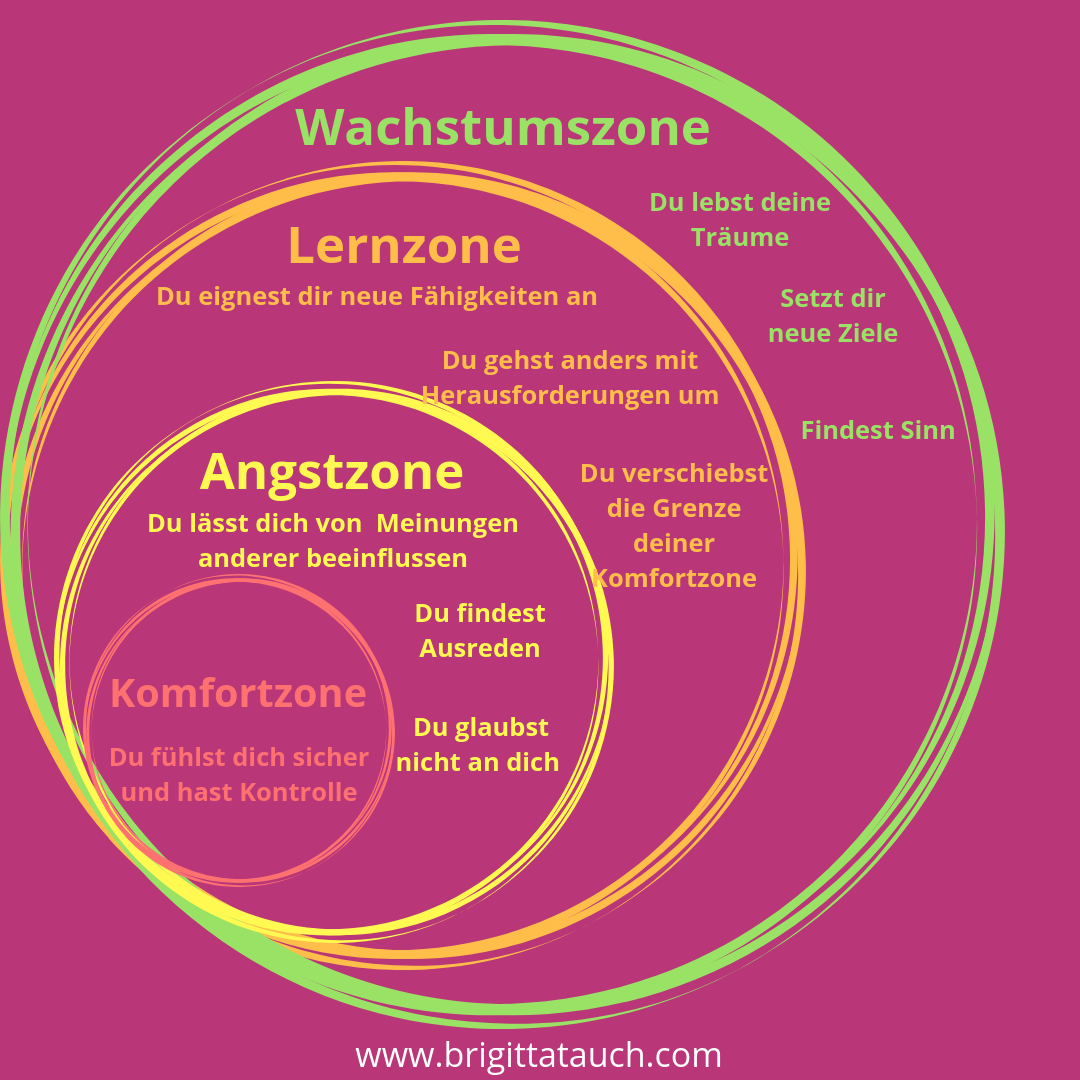 Wachstumszone
Du lebst deine
Träume
Setzt dir
neue Ziele
Findest Sinn
Lernzone
Du eignest dir neue Fähigkeiten an
Du gehst anders mit
Herausforderungen um
Du verschiebst
die Grenze
deiner
Komfortzone
Angstzone
Du lässt dich von Meinungen
anderer beeinflussen
Du findest
Ausreden
Du glaubst
nicht an dich
Komfortzone
Du fühlst dich sicher
und hast Kontrolle
www.brigittatauch.com